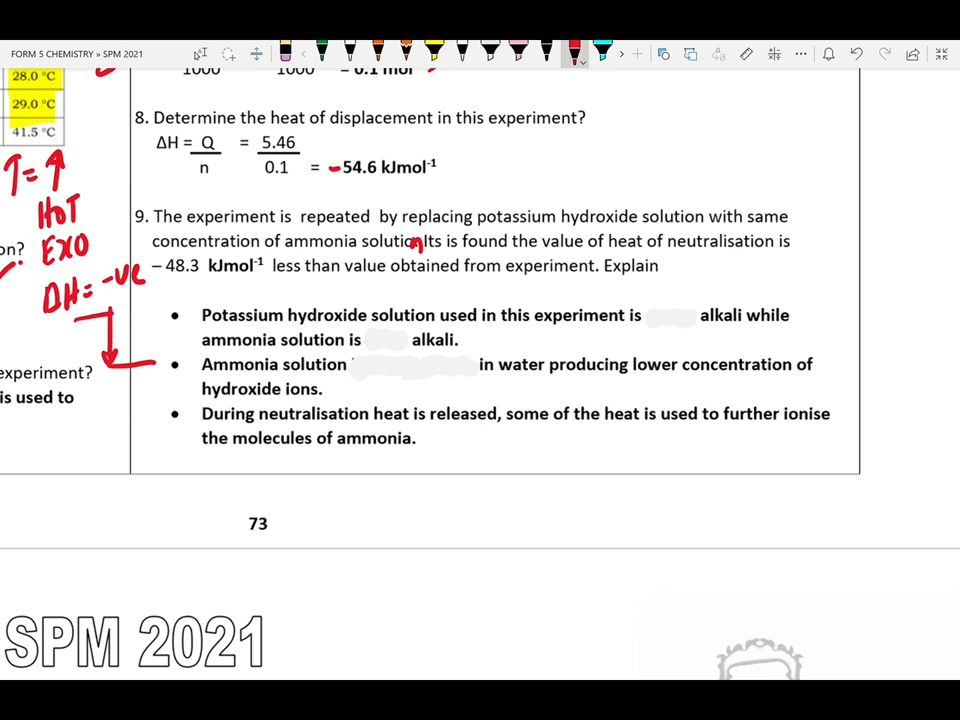 FORM 5 CHEMISTRY » SPM 2021
28.0 °C
29.0 °C
41.5 °C
1000 1000 = 0.1 mol
8. Determine the heat of displacement in this experiment?
ΔH = Q = 5.46
n 0.1 = -54.6 kJmol⁻¹
↑ = ↑
HOT
EXO
ΔH = -ve
on?
9. The experiment is repeated by replacing potassium hydroxide solution with same
concentration of ammonia solution Its is found the value of heat of neutralisation is
– 48.3 kJmol⁻¹ less than value obtained from experiment. Explain
• Potassium hydroxide solution used in this experiment is alkali while
ammonia solution is alkali.
• Ammonia solution in water producing lower concentration of
hydroxide ions.
• During neutralisation heat is released, some of the heat is used to further ionise
the molecules of ammonia.
experiment?
is used to
73
SPM 2021